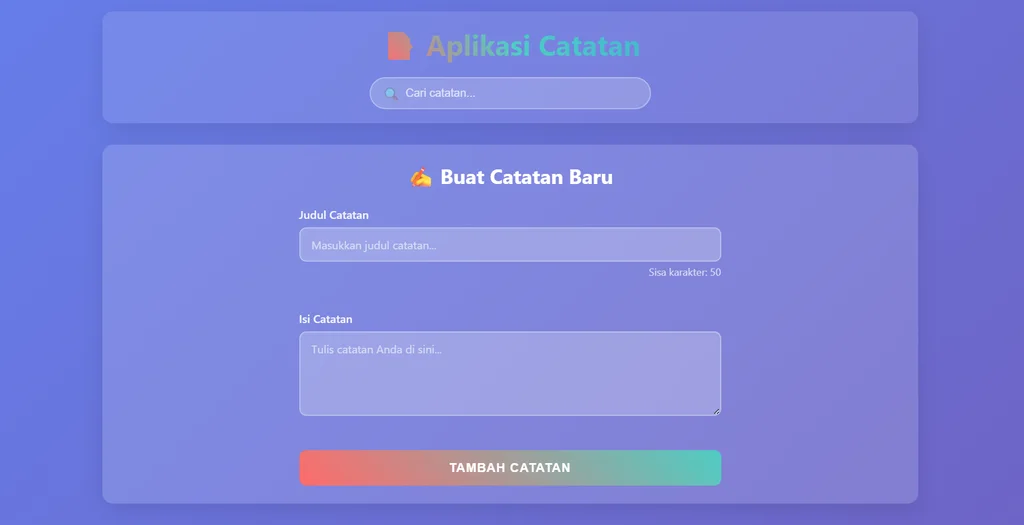 Aplikasi Catatan
Cari catatan...
Buat Catatan Baru
Judul Catatan
Masukkan judul catatan...
Sisa karakter: 50
Isi Catatan
Tulis catatan Anda di sini...
TAMBAH CATATAN